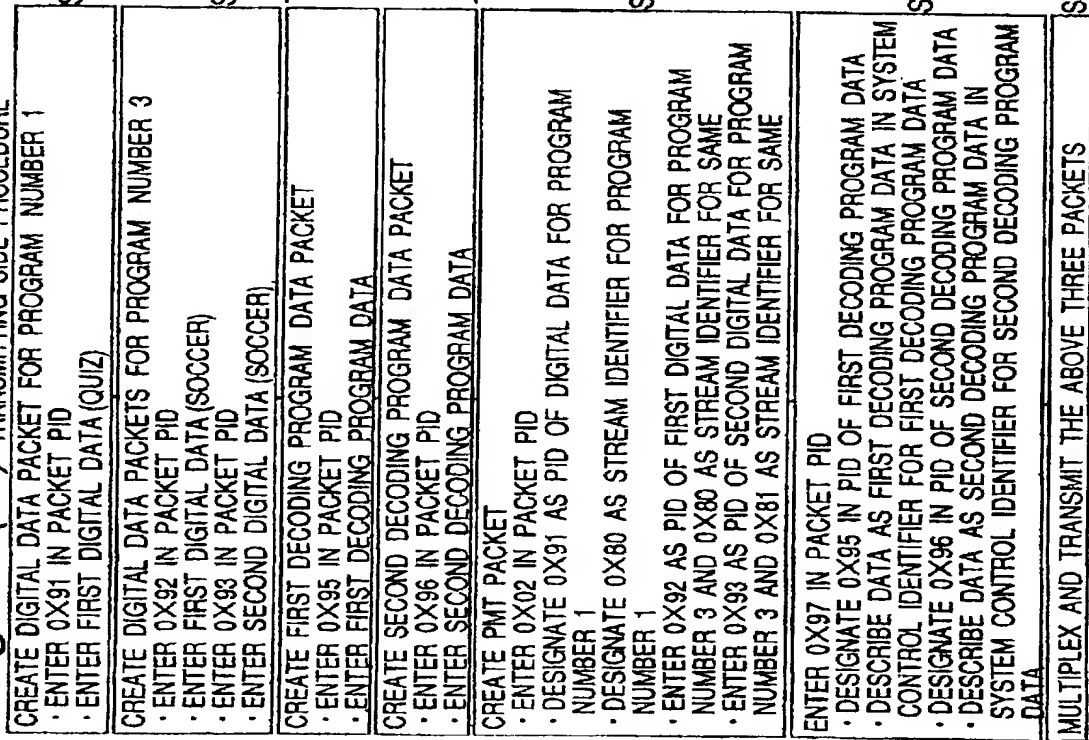 CREATE DIGITAL DATA PACKET FOR PROGRAM NUMBER 1
· ENTER 0X91 IN PACKET PID
· ENTER FIRST DIGITAL DATA (QUIZ)
CREATE DIGITAL DATA PACKETS FOR PROGRAM NUMBER 3
· ENTER 0X92 IN PACKET PID
· ENTER FIRST DIGITAL DATA (SOCCER)
· ENTER 0X93 IN PACKET PID
· ENTER SECOND DIGITAL DATA (SOCCER)
CREATE FIRST DECODING PROGRAM DATA PACKET
· ENTER 0X95 IN PACKET PID
· ENTER FIRST DECODING PROGRAM DATA
CREATE SECOND DECODING PROGRAM DATA PACKET
· ENTER 0X96 IN PACKET PID
· ENTER SECOND DECODING PROGRAM DATA
CREATE PMT PACKET
· ENTER 0X02 IN PACKET PID
· DESIGNATE 0X91 AS PID OF DIGITAL DATA FOR PROGRAM
NUMBER 1
· DESIGNATE 0X80 AS STREAM IDENTIFIER FOR PROGRAM
NUMBER 1
· ENTER 0X92 AS PID OF FIRST DIGITAL DATA FOR PROGRAM
NUMBER 3 AND 0X80 AS STREAM IDENTIFIER FOR SAME
· ENTER 0X93 AS PID OF SECOND DIGITAL DATA FOR PROGRAM
NUMBER 3 AND 0X81 AS STREAM IDENTIFIER FOR SAME
ENTER 0X97 IN PACKET PID
· DESIGNATE 0X95 IN PID OF FIRST DECODING PROGRAM DATA
· DESCRIBE DATA AS FIRST DECODING PROGRAM DATA IN SYSTEM
CONTROL IDENTIFIER FOR FIRST DECODING PROGRAM DATA
· DESIGNATE 0X96 IN PID OF SECOND DECODING PROGRAM DATA
· DESCRIBE DATA AS SECOND DECODING PROGRAM DATA IN
SYSTEM CONTROL IDENTIFIER FOR SECOND DECODING PROGRAM
DATA
MULTIPLEX AND TRANSMIT THE ABOVE THREE PACKETS